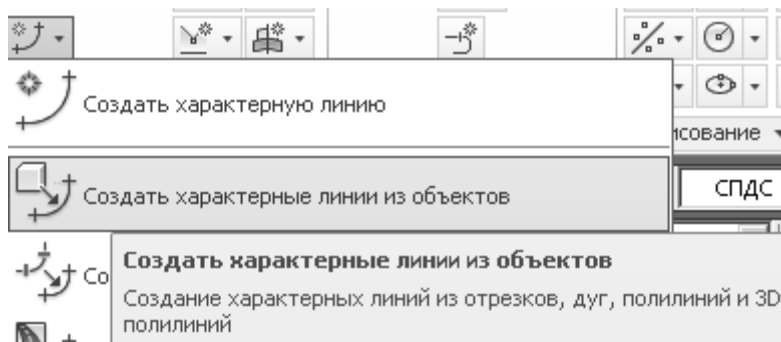 Создать характерную линию
исование
Создать характерные линии из объектов
СПДС
Со
Создать характерные линии из объектов
Создание характерных линий из отрезков, дуг, полилиний и 3D
полилиний